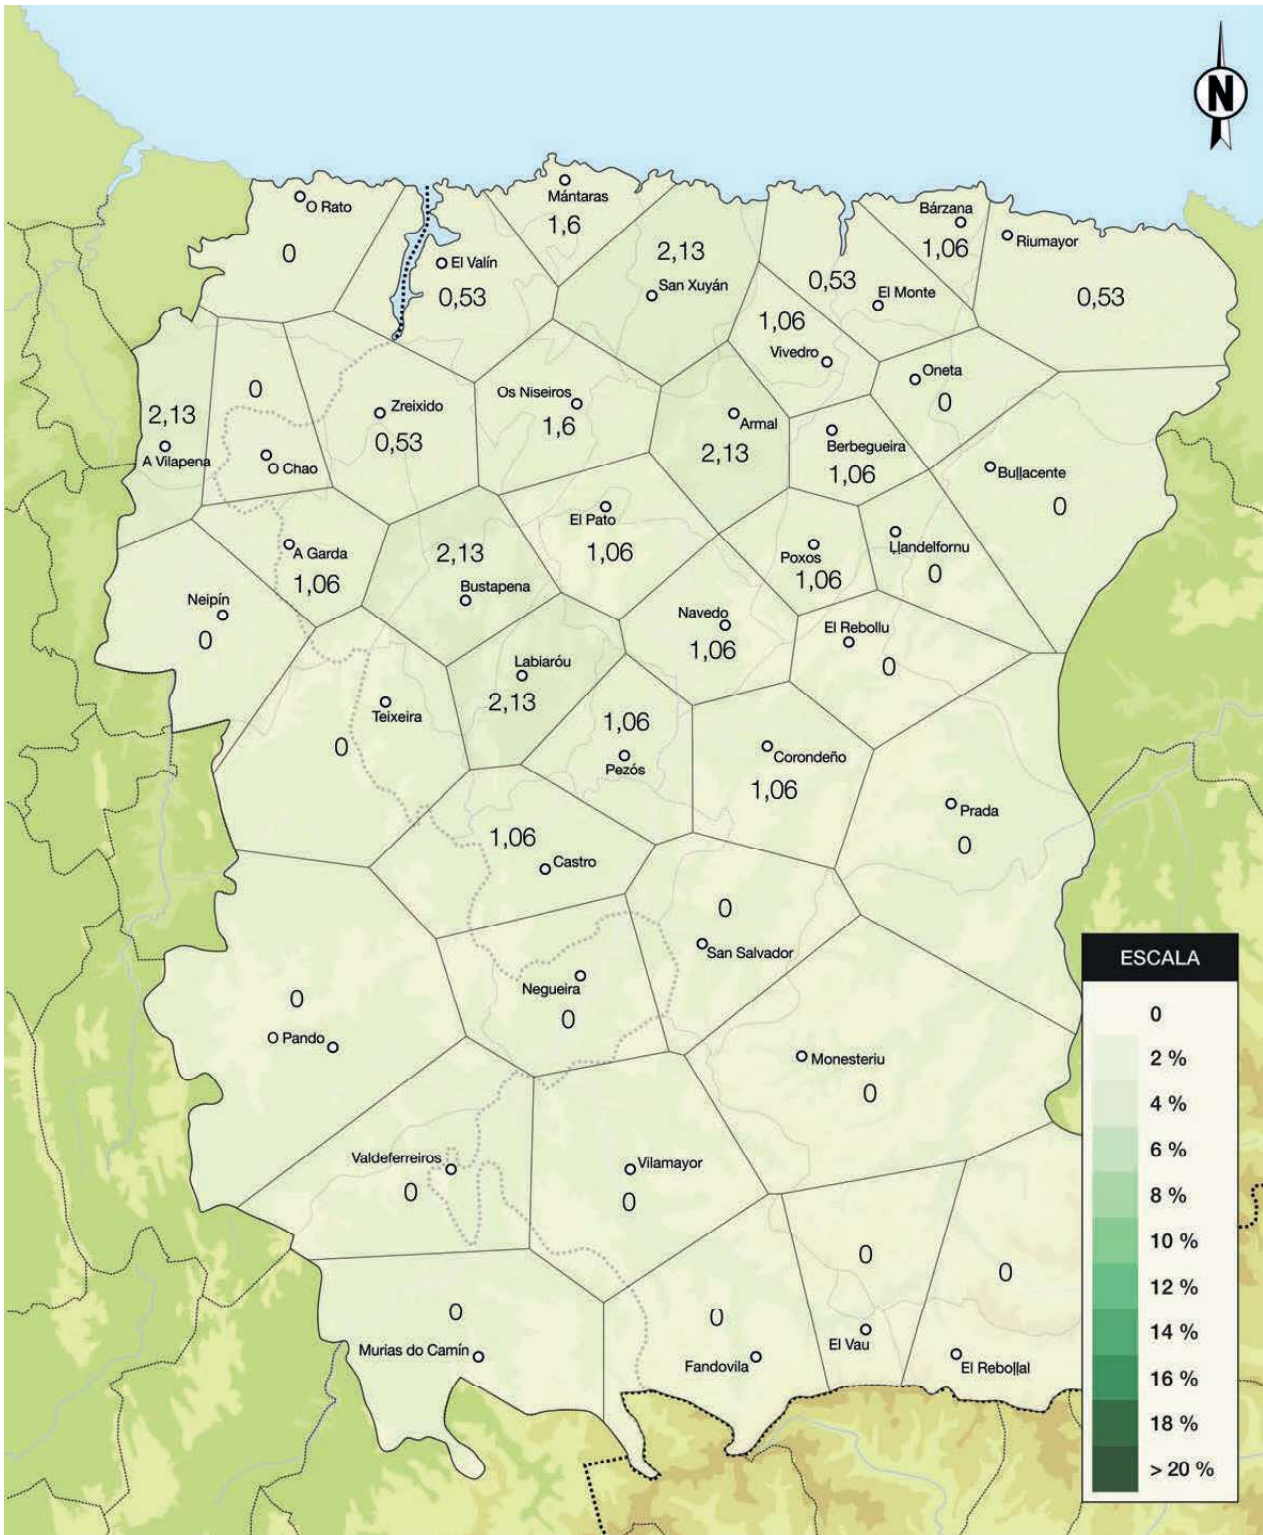 N
O Rato
0
El Valín
0,53
Mántaras
1,6
2,13
San Xuyán
0,53
El Monte
Bárzana
1,06
Riumayor
0,53
1,06
Vivedro
Oneta
0
2,13
A Vilapena
0
O Chao
Zreixido
0,53
Os Niseiros
1,6
Armal
2,13
Berbegueira
1,06
Buḷḷacente
0
A Garda
1,06
2,13
Bustapena
El Pato
1,06
Poxos
1,06
Ḷḷandelfornu
0
Neipín
0
Labiaróu
2,13
Navedo
1,06
El Rebollu
0
Teixeira
0
1,06
Pezós
Corondeño
1,06
Prada
0
1,06
Castro
0
San Salvador
Negueira
0
0
O Pando
Monesteriu
0
Valdeferreiros
0
Vilamayor
0
0
Murias do Camín
0
Fandovila
0
El Vau
0
El Reboḷḷal
ESCALA
0
2 %
4 %
6 %
8 %
10 %
12 %
14 %
16 %
18 %
> 20 %